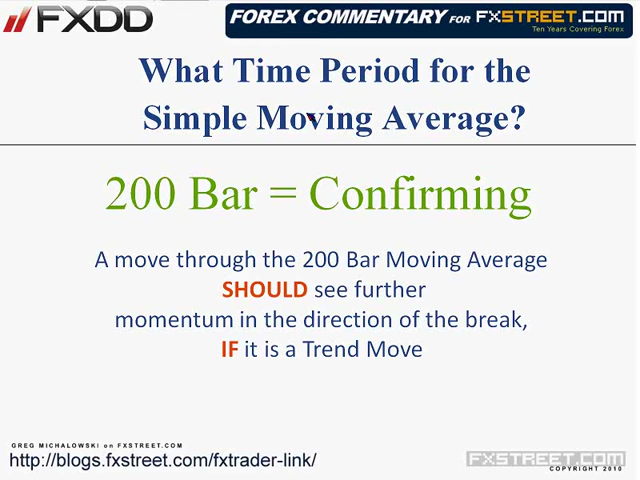 FXDD
FOREX COMMENTARY FOR FXSTREET.COM
Ten Years Covering Forex
What Time Period for the
Simple Moving Average?
200 Bar = Confirming
A move through the 200 Bar Moving Average
SHOULD see further
momentum in the direction of the break,
IF it is a Trend Move
GREG MICHALOWSKI on FXSTREET.COM
http://blogs.fxstreet.com/fxtrader-link/
FXSTREET.COM
COPYRIGHT 2010